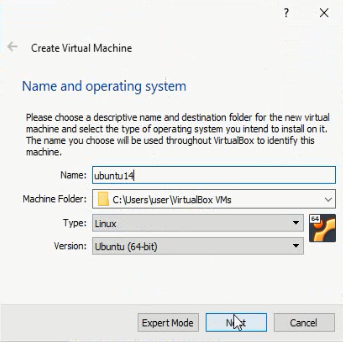 ?
Create Virtual Machine
Name and operating system
Please choose a descriptive name and destination folder for the new virtual
machine and select the type of operating system you intend to install on it.
The name you choose will be used throughout VirtualBox to identify this
machine.
Name: ubuntu14
Machine Folder: C:\Users\user\VirtualBox VMs
Type: Linux
64
Version: Ubuntu (64-bit)
Expert Mode Next Cancel